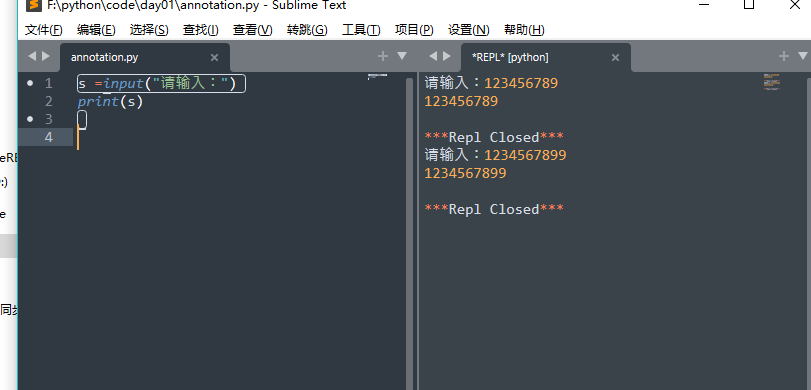 F:\python\code\day01\annotation.py - Sublime Text
文件(F) 编辑(E) 选择(S) 查找(I) 查看(V) 转跳(G) 工具(T) 项目(P) 设置(N) 帮助(H)
annotation.py
1 s =input("请输入：")
2 print(s)
3
4
*REPL* [python]
请输入：123456789
123456789
***Repl Closed***
请输入：1234567899
1234567899
***Repl Closed***
eRE
:)
e
同步